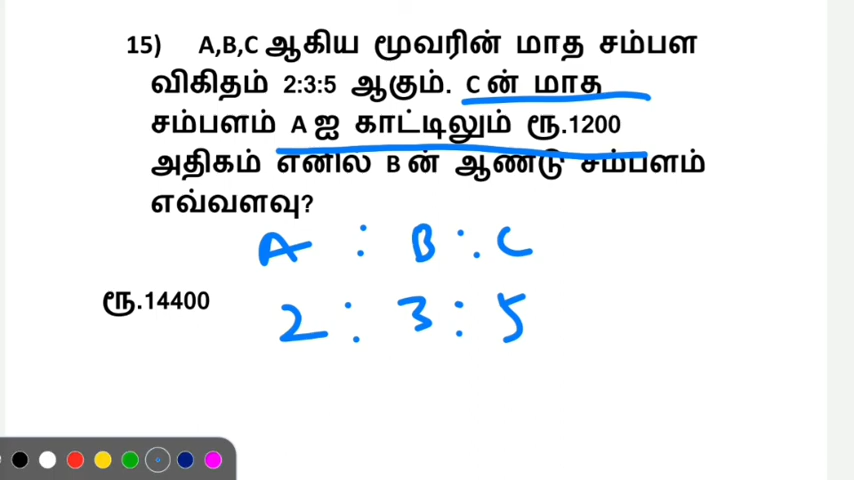 15) A,B,C ஆகிய மூவரின் மாத சம்பள
விகிதம் 2:3:5 ஆகும். C ன் மாத
சம்பளம் A ஐ காட்டிலும் ரூ.1200
அதிகம் எனில் B ன் ஆண்டு சம்பளம்
எவ்வளவு?
A : B : C
ரூ.14400
2 : 3 : 5